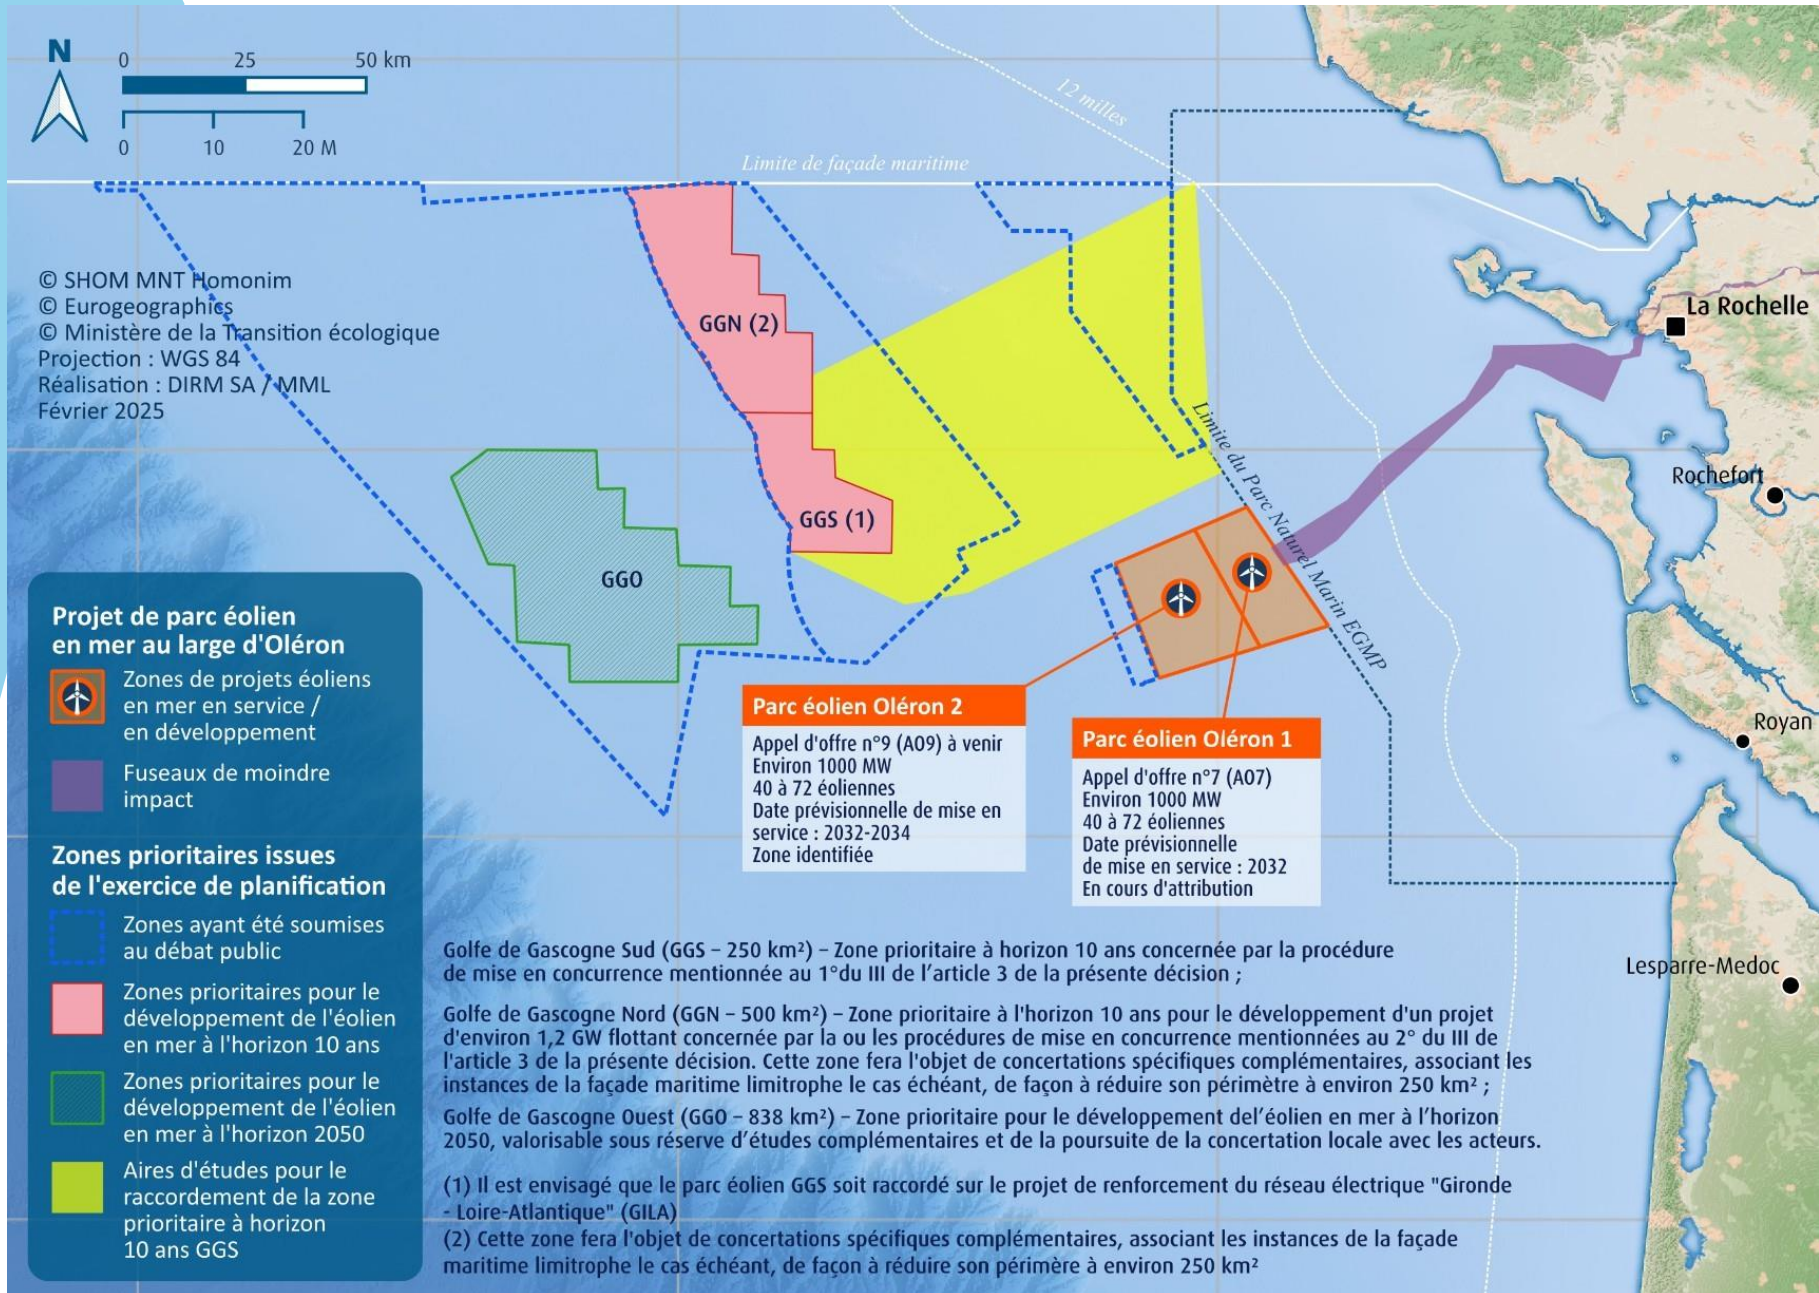 N
0 25 50 km
0 10 20 M
12 milles
Limite de façade maritime
© SHOM MNT Homonim
© Eurogeographics
© Ministère de la Transition écologique
Projection : WGS 84
Réalisation : DIRM SA / MML
Février 2025
GGN (2)
GGS (1)
GGO
La Rochelle
Rochefort
Royan
Lesparre-Medoc
Limite du Parc Naturel Marin EGMP
Projet de parc éolien
en mer au large d'Oléron
Zones de projets éoliens
en mer en service /
en développement
Fuseaux de moindre
impact
Zones prioritaires issues
de l'exercice de planification
Zones ayant été soumises
au débat public
Zones prioritaires pour le
développement de l'éolien
en mer à l'horizon 10 ans
Zones prioritaires pour le
développement de l'éolien
en mer à l'horizon 2050
Aires d'études pour le
raccordement de la zone
prioritaire à horizon
10 ans GGS
Parc éolien Oléron 2
Appel d'offre n°9 (AO9) à venir
Environ 1000 MW
40 à 72 éoliennes
Date prévisionnelle de mise en
service : 2032-2034
Zone identifiée
Parc éolien Oléron 1
Appel d'offre n°7 (AO7)
Environ 1000 MW
40 à 72 éoliennes
Date prévisionnelle
de mise en service : 2032
En cours d'attribution
Golfe de Gascogne Sud (GGS – 250 km²) – Zone prioritaire à horizon 10 ans concernée par la procédure
de mise en concurrence mentionnée au 1°du III de l'article 3 de la présente décision ;
Golfe de Gascogne Nord (GGN – 500 km²) – Zone prioritaire à l'horizon 10 ans pour le développement d'un projet
d'environ 1,2 GW flottant concernée par la ou les procédures de mise en concurrence mentionnées au 2° du III de
l'article 3 de la présente décision. Cette zone fera l'objet de concertations spécifiques complémentaires, associant les
instances de la façade maritime limitrophe le cas échéant, de façon à réduire son périmètre à environ 250 km² ;
Golfe de Gascogne Ouest (GGO – 838 km²) – Zone prioritaire pour le développement del'éolien en mer à l'horizon
2050, valorisable sous réserve d'études complémentaires et de la poursuite de la concertation locale avec les acteurs.
(1) Il est envisagé que le parc éolien GGS soit raccordé sur le projet de renforcement du réseau électrique "Gironde
- Loire-Atlantique" (GILA)
(2) Cette zone fera l'objet de concertations spécifiques complémentaires, associant les instances de la façade
maritime limitrophe le cas échéant, de façon à réduire son périmère à environ 250 km²